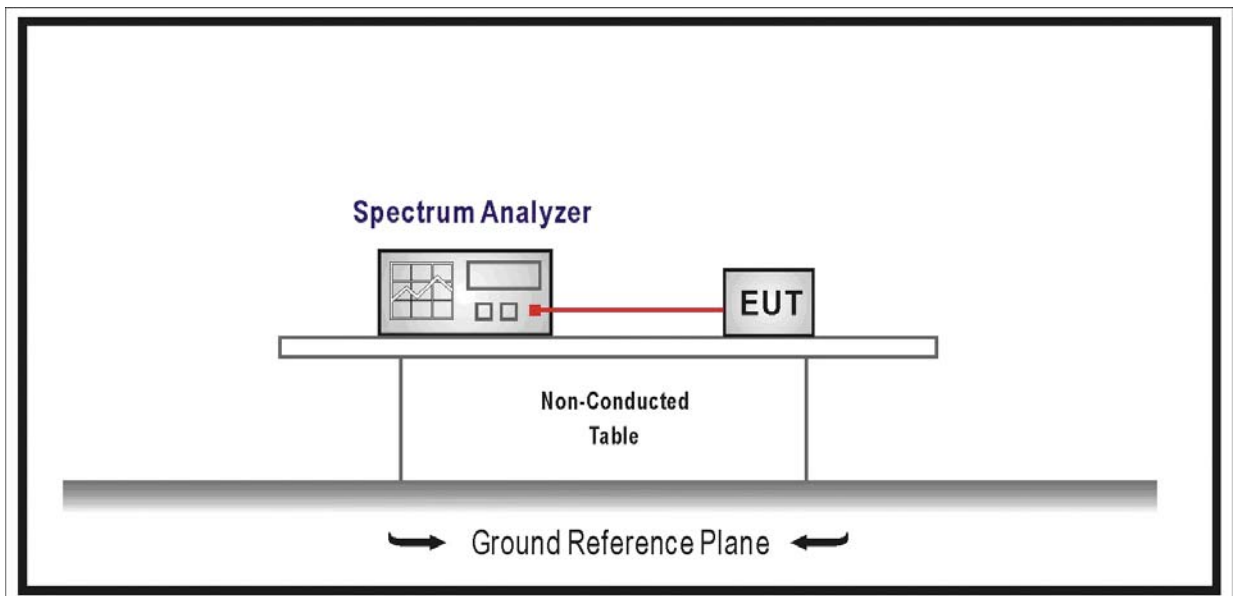 Spectrum Analyzer
EUT
Non-Conducted
Table
Ground Reference Plane